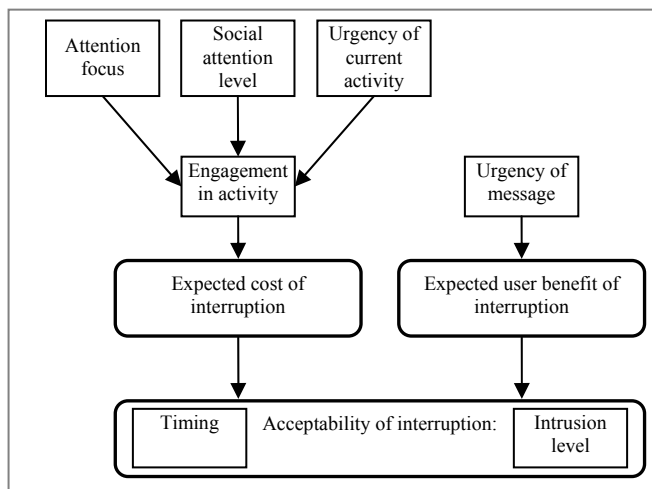 Attention
focus
Social
attention
level
Urgency of
current
activity
Engagement
in activity
Urgency of
message
Expected cost of
interruption
Expected user benefit of
interruption
Timing
Acceptability of interruption:
Intrusion
level